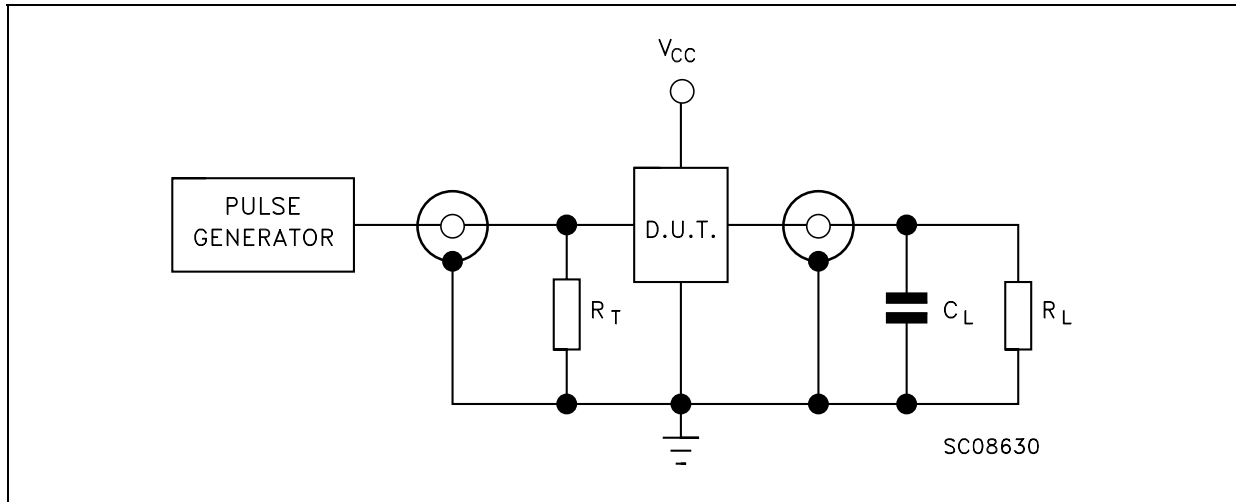 VCC
PULSE
GENERATOR
D.U.T.
RT
CL
RL
SC08630